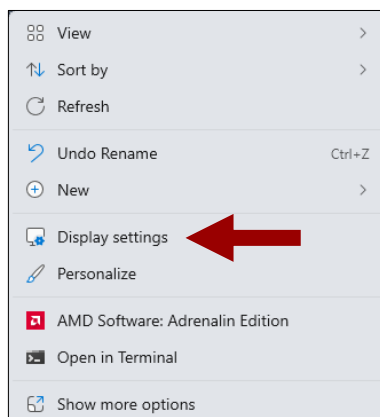 View
Sort by
Refresh
Undo Rename Ctrl+Z
New
Display settings
Personalize
AMD Software: Adrenalin Edition
Open in Terminal
Show more options